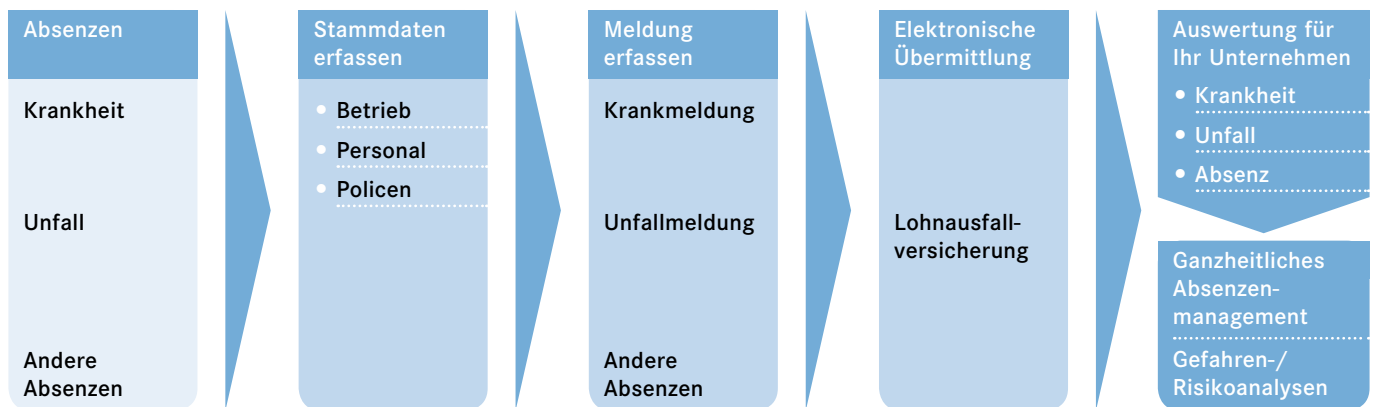 Absenzen
Krankheit
Unfall
Andere
Absenzen
Stammdaten
erfassen
• Betrieb
• Personal
• Policen
Meldung
erfassen
Krankmeldung
Unfallmeldung
Andere
Absenzen
Elektronische
Übermittlung
Lohnausfall-
versicherung
Auswertung für
Ihr Unternehmen
• Krankheit
• Unfall
• Absenz
Ganzheitliches
Absenzen-
management
Gefahren-/
Risikoanalysen